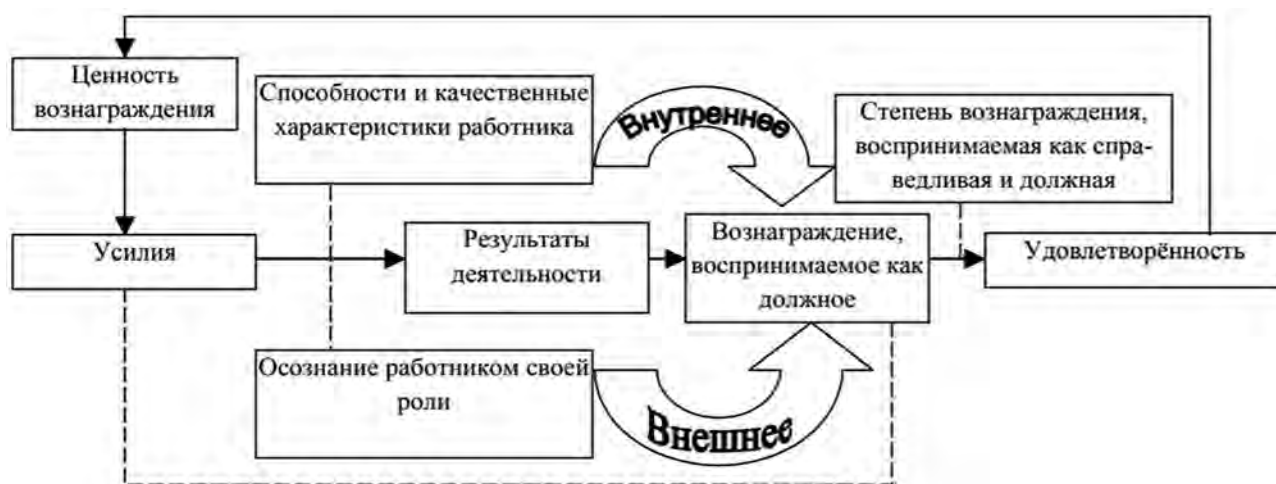 Ценность
вознаграждения
Способности и качественные
характеристики работника
Внутреннее
Степень вознаграждения,
воспринимаемая как спра-
ведливая и должная
Усилия
Результаты
деятельности
Вознаграждение,
воспринимаемое как
должное
Удовлетворённость
Осознание работником своей
роли
Внешнее